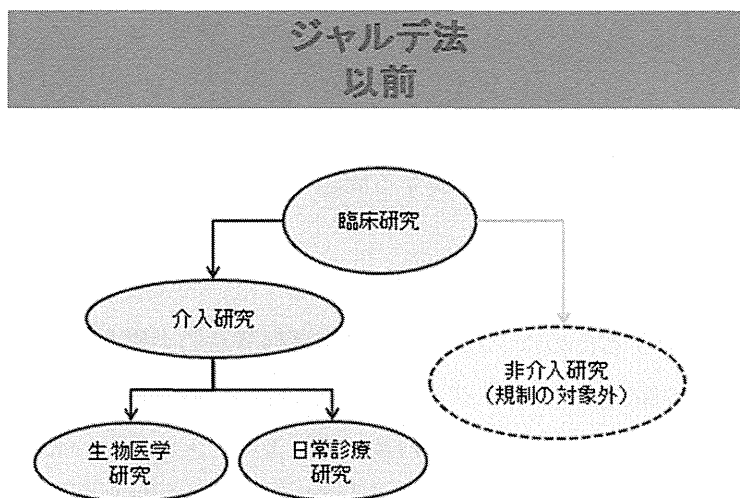 ジャルデ法
以前
臨床研究
介入研究
非介入研究
(規制の対象外)
生物医学
研究
日常診療
研究